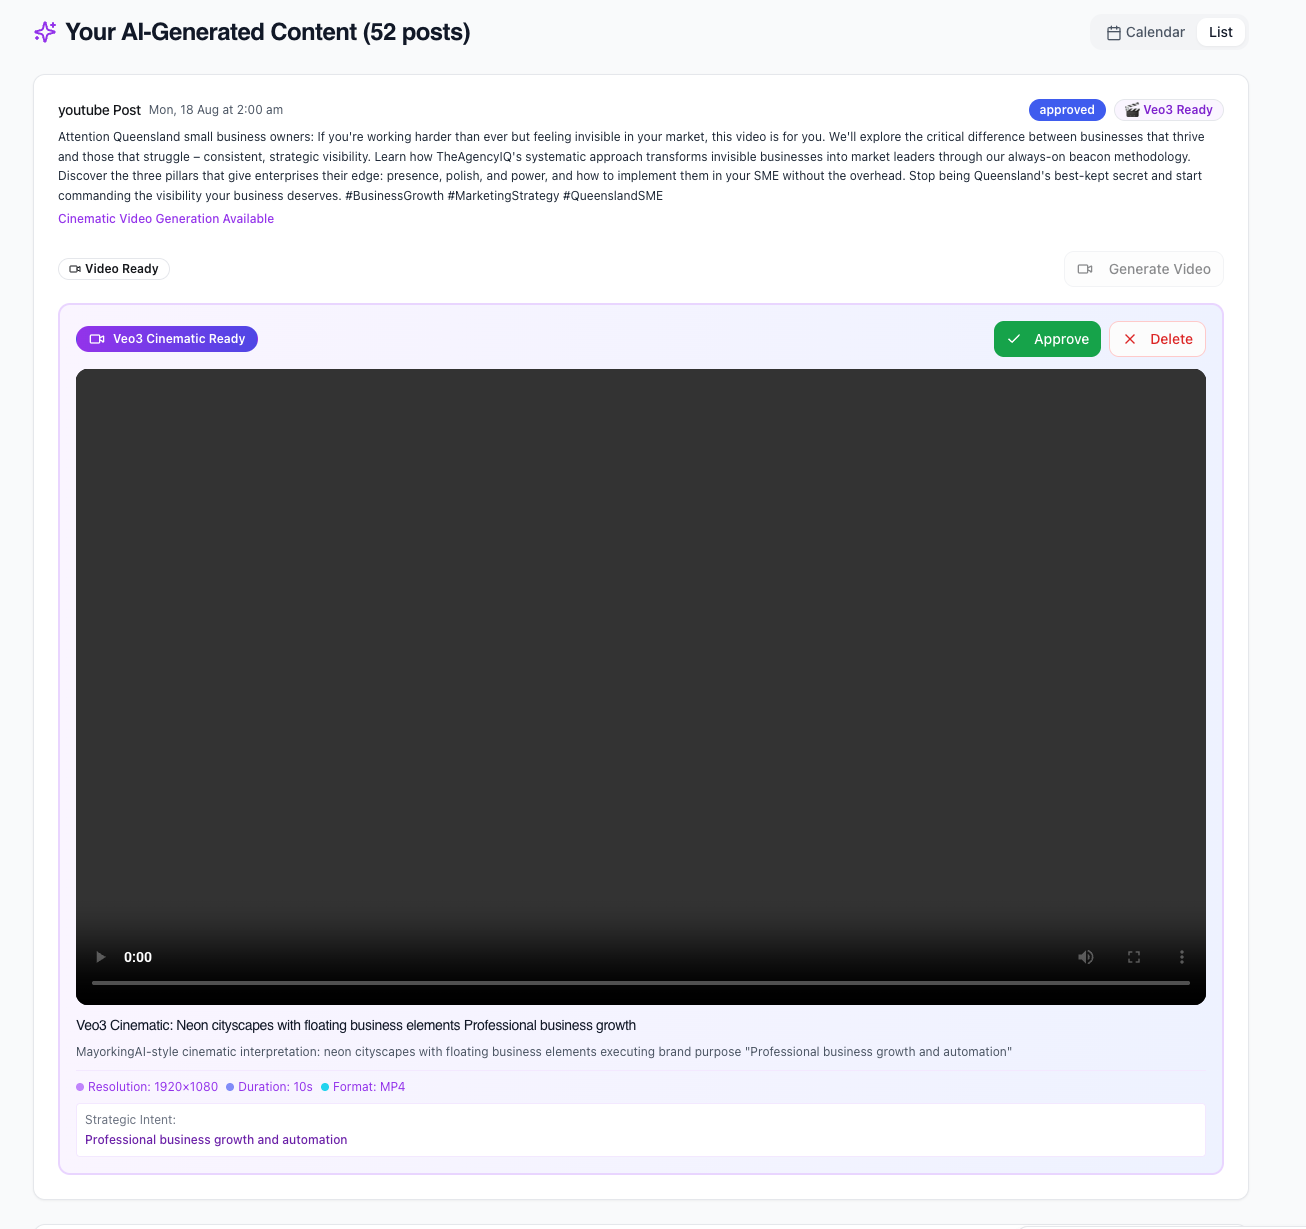 Your AI-Generated Content (52 posts)
Calendar
List
youtube Post Mon, 18 Aug at 2:00 am
approved
🎬 Veo3 Ready
Attention Queensland small business owners: If you're working harder than ever but feeling invisible in your market, this video is for you. We'll explore the critical difference between businesses that thrive
and those that struggle – consistent, strategic visibility. Learn how TheAgencyIQ's systematic approach transforms invisible businesses into market leaders through our always-on beacon methodology.
Discover the three pillars that give enterprises their edge: presence, polish, and power, and how to implement them in your SME without the overhead. Stop being Queensland's best-kept secret and start
commanding the visibility your business deserves. #BusinessGrowth #MarketingStrategy #QueenslandSME
Cinematic Video Generation Available
Video Ready
Generate Video
Veo3 Cinematic Ready
Approve
Delete
0:00
Veo3 Cinematic: Neon cityscapes with floating business elements Professional business growth
MayorkingAI-style cinematic interpretation: neon cityscapes with floating business elements executing brand purpose "Professional business growth and automation"
Resolution: 1920×1080 Duration: 10s Format: MP4
Strategic Intent:
Professional business growth and automation